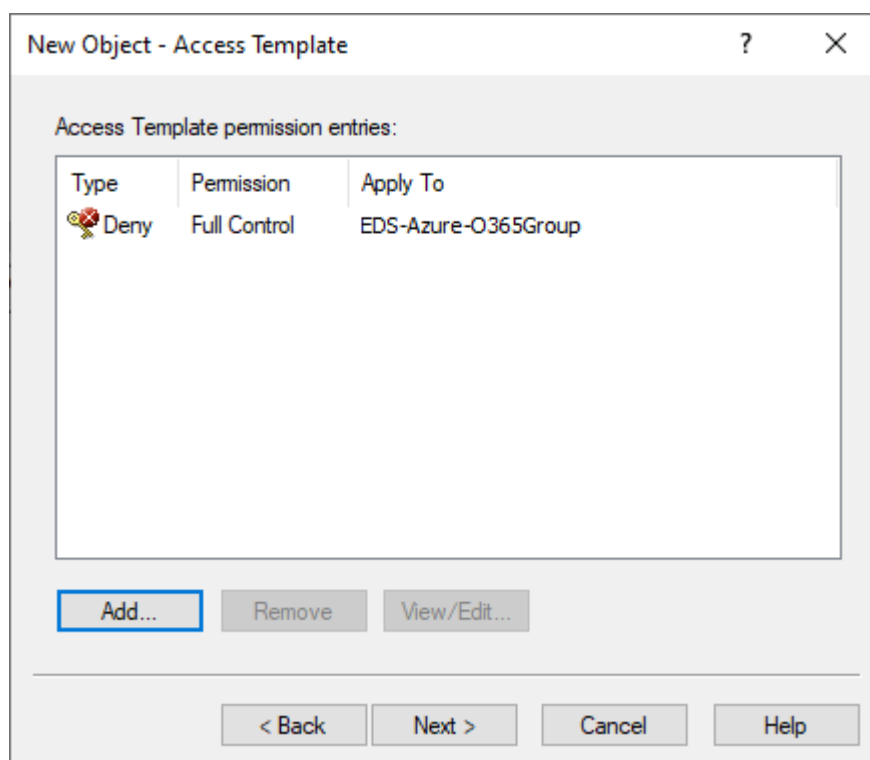 New Object - Access Template
?
Access Template permission entries:
Type Permission Apply To
Deny Full Control EDS-Azure-O365Group
Add... Remove View/Edit...
< Back Next > Cancel Help